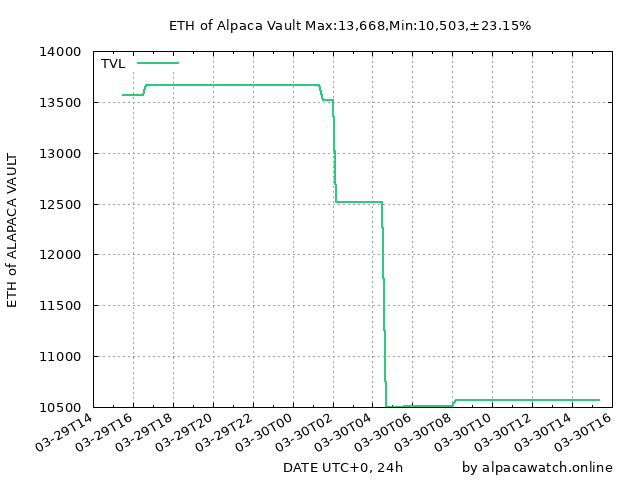 ETH of Alpaca Vault Max:13,668,Min:10,503,±23.15%
14000
TVL
13500
13000
12500
12000
11500
11000
10500
ETH of ALAPACA VAULT
03-29T14
03-29T16
03-29T18
03-29T20
03-29T22
03-30T00
03-30T02
03-30T04
03-30T06
03-30T08
03-30T10
03-30T12
03-30T14
03-30T16
DATE UTC+0, 24h
by alpacawatch.online